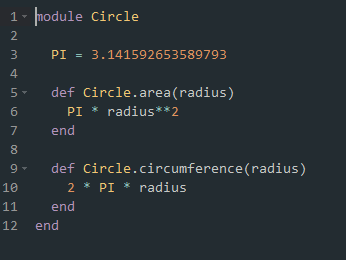 1 module Circle
2
3   PI = 3.141592653589793
4
5   def Circle.area(radius)
6     PI * radius**2
7   end
8
9   def Circle.circumference(radius)
10     2 * PI * radius
11   end
12 end